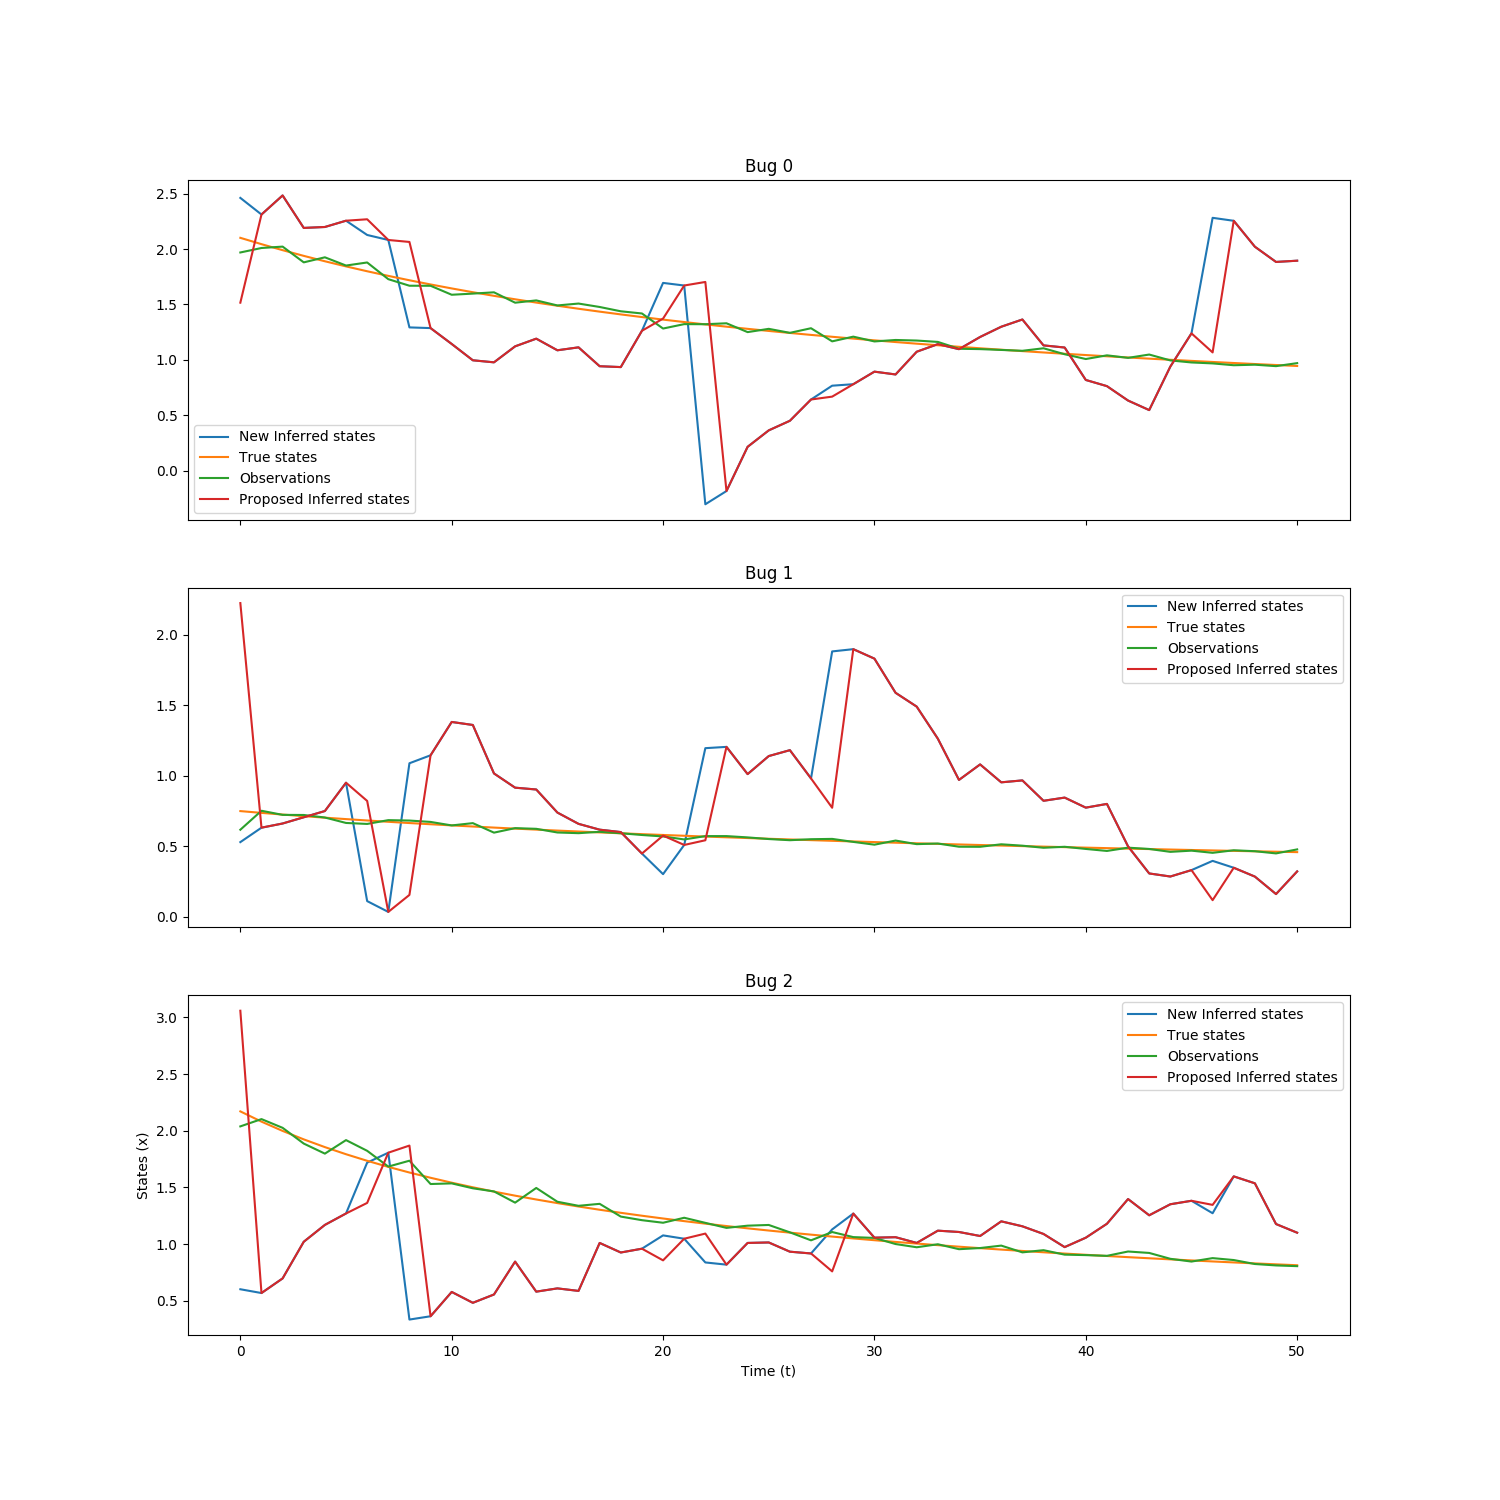 Bug 0
2.5
2.0
1.5
1.0
0.5
0.0
New Inferred states
True states
Observations
Proposed Inferred states
Bug 1
2.0
1.5
1.0
0.5
0.0
New Inferred states
True states
Observations
Proposed Inferred states
Bug 2
3.0
2.5
2.0
1.5
1.0
0.5
States (x)
New Inferred states
True states
Observations
Proposed Inferred states
0 10 20 30 40 50
Time (t)